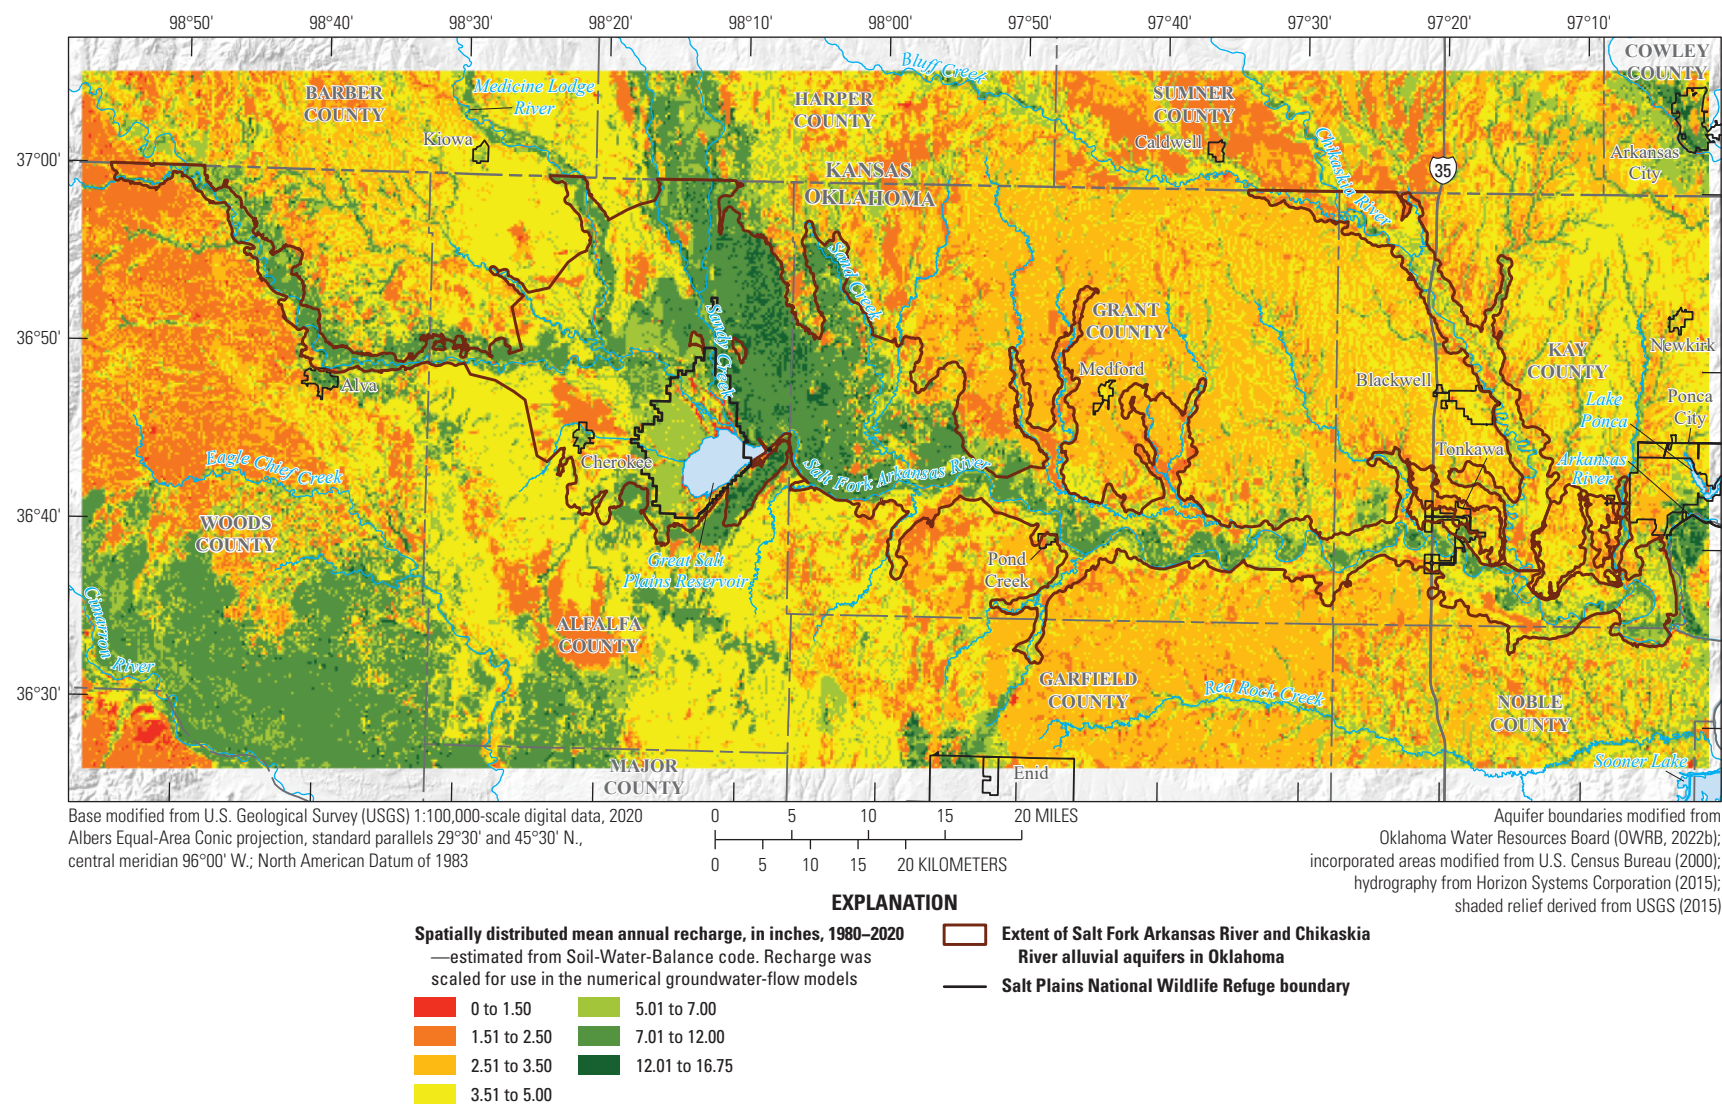 98°50' 98°40' 98°30' 98°20' 98°10' 98°00' 97°50' 97°40' 97°30' 97°20' 97°10'
37°00'
36°50'
36°40'
36°30'
COWLEY
COUNTY
BARBER
COUNTY
Medicine Lodge
River
Kiowa
HARPER
COUNTY
Bluff Creek
SUMNER
COUNTY
Caldwell
Chikaskia River
35
Arkansas
City
KANSAS
OKLAHOMA
Sand Creek
Sandy Creek
GRANT
COUNTY
Medford
KAY
COUNTY
Newkirk
Blackwell
Lake
Ponca
Ponca
City
Alva
Tonkawa
Arkansas
River
Cherokee
Salt Fork Arkansas River
Eagle Chief Creek
WOODS
COUNTY
Great Salt
Plains Reservoir
Pond
Creek
Cimarron
River
ALFALFA
COUNTY
GARFIELD
COUNTY
Red Rock Creek
NOBLE
COUNTY
MAJOR
COUNTY
Enid
Sooner Lake
Base modified from U.S. Geological Survey (USGS) 1:100,000-scale digital data, 2020
Albers Equal-Area Conic projection, standard parallels 29°30' and 45°30' N.,
central meridian 96°00' W.; North American Datum of 1983
0 5 10 15 20 MILES
0 5 10 15 20 KILOMETERS
Aquifer boundaries modified from
Oklahoma Water Resources Board (OWRB, 2022b);
incorporated areas modified from U.S. Census Bureau (2000);
hydrography from Horizon Systems Corporation (2015);
shaded relief derived from USGS (2015)
EXPLANATION
Spatially distributed mean annual recharge, in inches, 1980–2020
—estimated from Soil-Water-Balance code. Recharge was
scaled for use in the numerical groundwater-flow models
0 to 1.50
1.51 to 2.50
2.51 to 3.50
3.51 to 5.00
5.01 to 7.00
7.01 to 12.00
12.01 to 16.75
Extent of Salt Fork Arkansas River and Chikaskia
River alluvial aquifers in Oklahoma
Salt Plains National Wildlife Refuge boundary